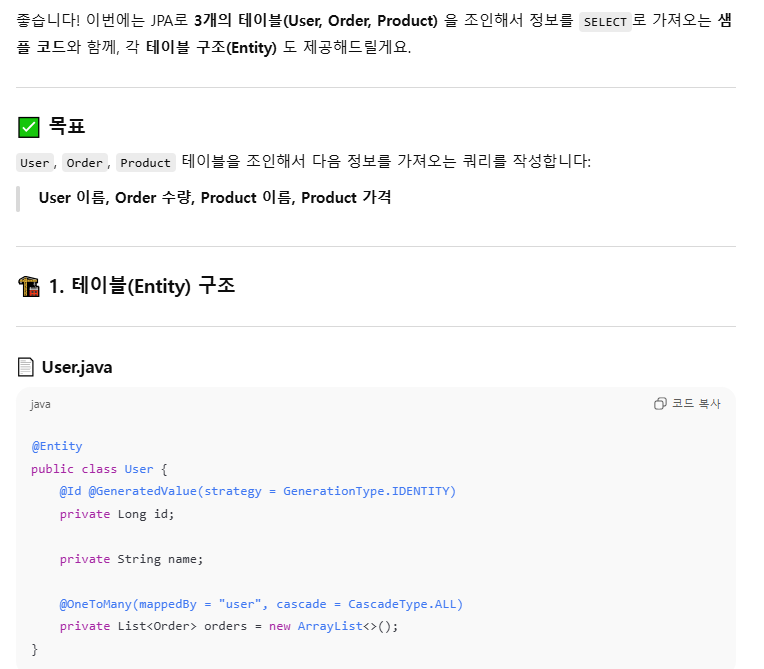 좋습니다! 이번에는 JPA로 3개의 테이블(User, Order, Product) 을 조인해서 정보를 SELECT로 가져오는 샘
플 코드와 함께, 각 테이블 구조(Entity) 도 제공해드릴게요.
✅ 목표
User, Order, Product 테이블을 조인해서 다음 정보를 가져오는 쿼리를 작성합니다:
User 이름, Order 수량, Product 이름, Product 가격
🏗️ 1. 테이블(Entity) 구조
📄 User.java
java
코드 복사
@Entity
public class User {
    @Id @GeneratedValue(strategy = GenerationType.IDENTITY)
    private Long id;
    private String name;
    @OneToMany(mappedBy = "user", cascade = CascadeType.ALL)
    private List<Order> orders = new ArrayList<>();
}